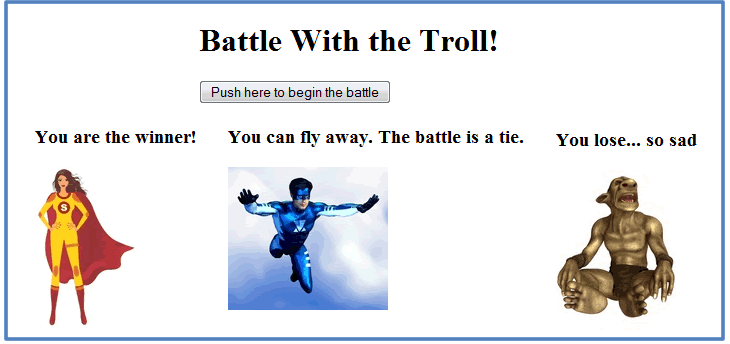 Battle With the Troll!
Push here to begin the battle
You are the winner!
You can fly away. The battle is a tie.
You lose... so sad
S